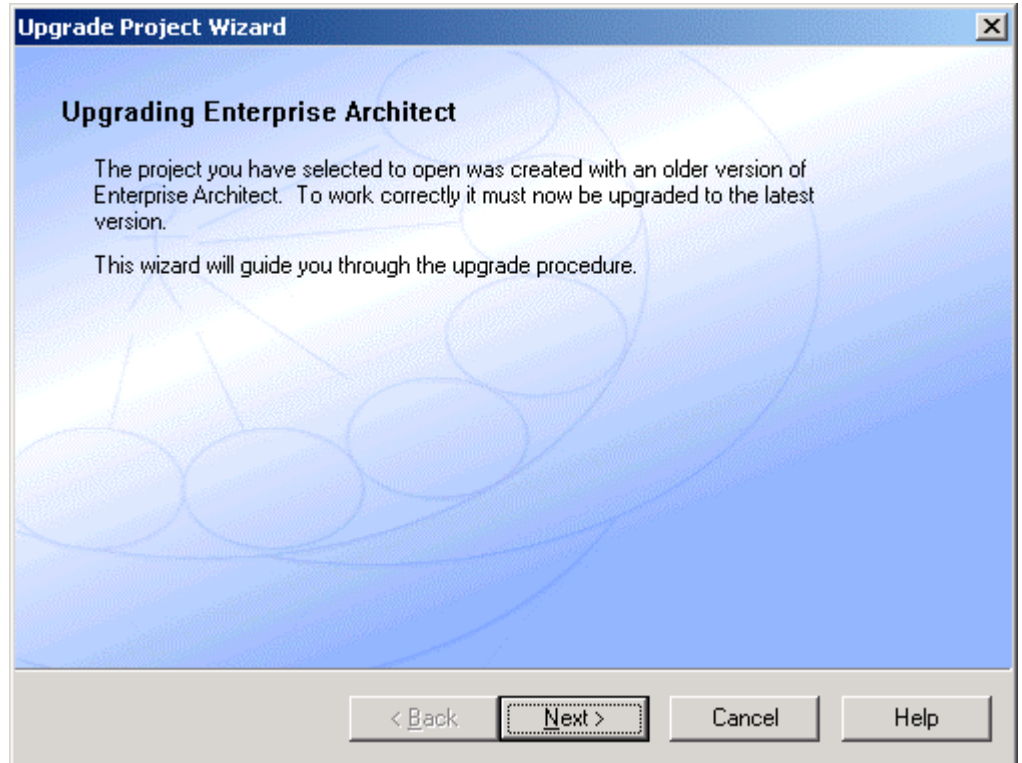 Upgrade Project Wizard
Upgrading Enterprise Architect
The project you have selected to open was created with an older version of
Enterprise Architect.  To work correctly it must now be upgraded to the latest
version.
This wizard will guide you through the upgrade procedure.
< Back
Next >
Cancel
Help